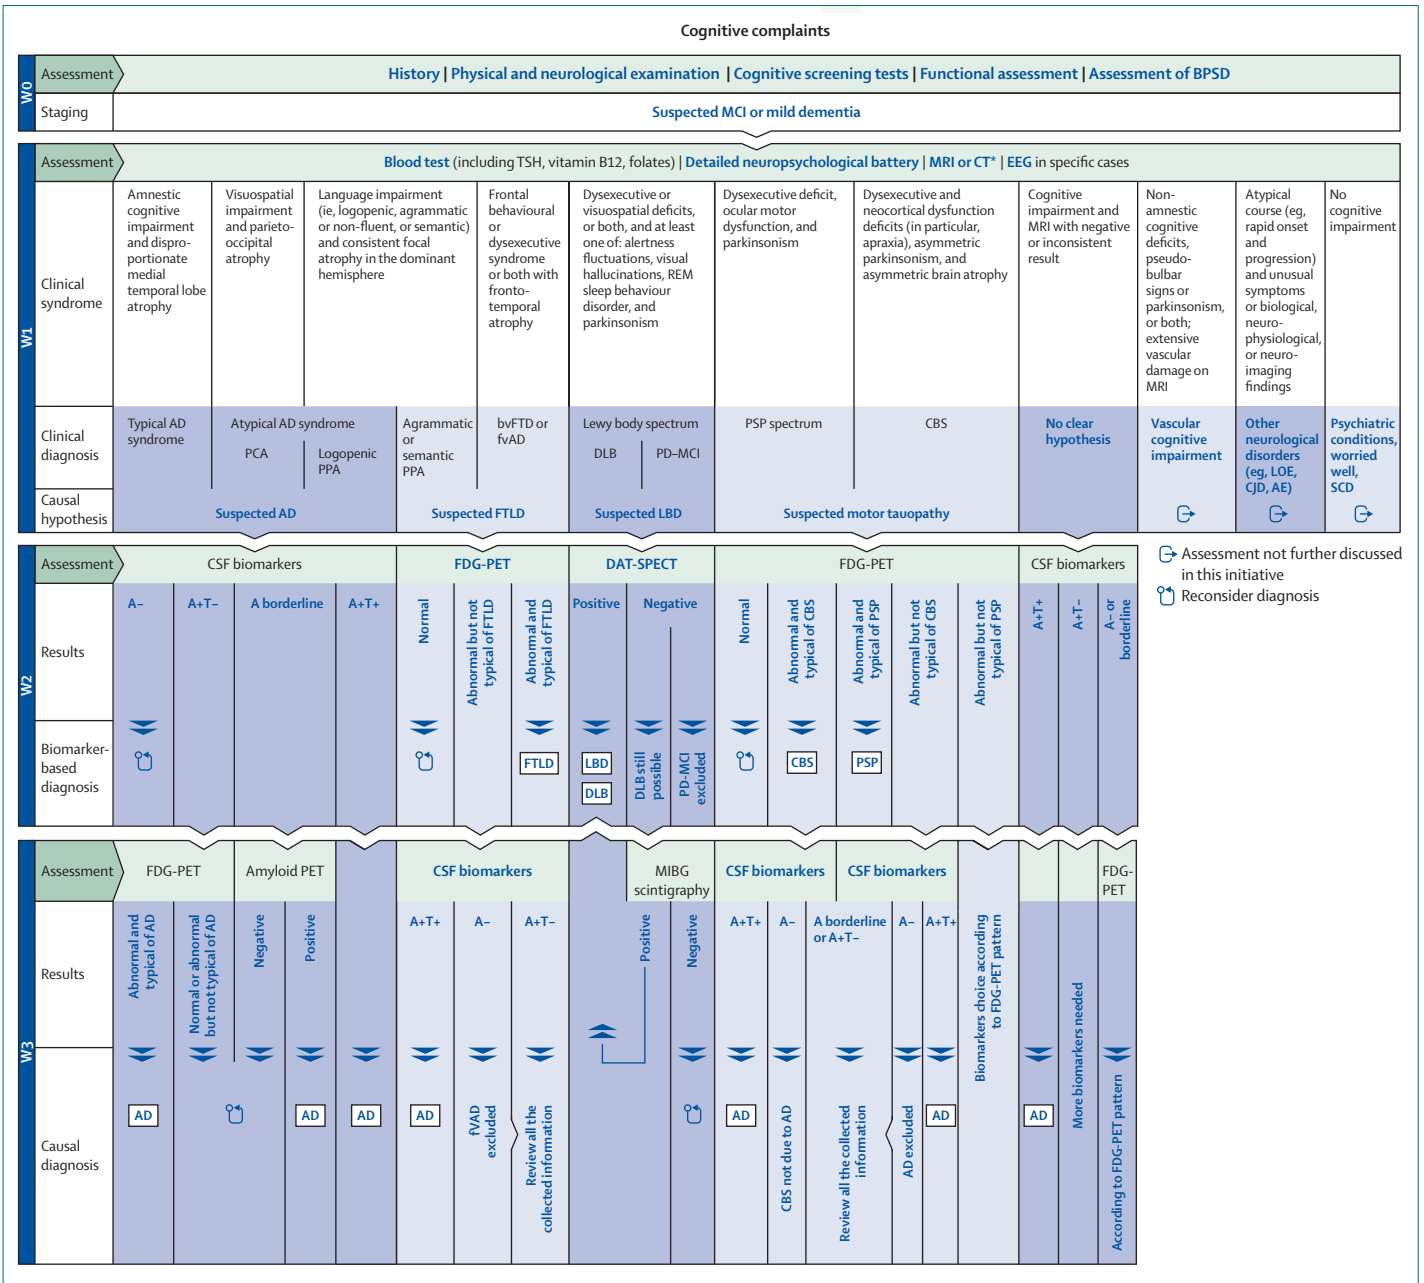 Cognitive complaints
W0
Assessment
History | Physical and neurological examination | Cognitive screening tests | Functional assessment | Assessment of BPSD
Staging
Suspected MCI or mild dementia
W1
Assessment
Blood test (including TSH, vitamin B12, folates) | Detailed neuropsychological battery | MRI or CT* | EEG in specific cases
Clinical
syndrome
Amnestic
cognitive
impairment
and dispro-
portionate
medial
temporal lobe
atrophy
Visuospatial
impairment
and parieto-
occipital
atrophy
Language impairment
(ie, logopenic, agrammatic
or non-fluent, or semantic)
and consistent focal
atrophy in the dominant
hemisphere
Frontal
behavioural
or
dysexecutive
syndrome
or both with
fronto-
temporal
atrophy
Dysexecutive or
visuospatial deficits,
or both, and at least
one of: alertness
fluctuations, visual
hallucinations, REM
sleep behaviour
disorder, and
parkinsonism
Dysexecutive deficit,
ocular motor
dysfunction, and
parkinsonism
Dysexecutive and
neocortical dysfunction
deficits (in particular,
apraxia), asymmetric
parkinsonism, and
asymmetric brain atrophy
Cognitive
impairment and
MRI with negative
or inconsistent
result
Non-
amnestic
cognitive
deficits,
pseudo-
bulbar
signs or
parkinsonism,
or both;
extensive
vascular
damage on
MRI
Atypical
course (eg,
rapid onset
and
progression)
and unusual
symptoms
or biological,
neuro-
physiological,
or neuro-
imaging
findings
No
cognitive
impairment
Clinical
diagnosis
Typical AD
syndrome
Atypical AD syndrome
PCA
Logopenic
PPA
Agrammatic
or
semantic
PPA
bvFTD or
fvAD
Lewy body spectrum
DLB
PD–MCI
PSP spectrum
CBS
No clear
hypothesis
Vascular
cognitive
impairment
Other
neurological
disorders
(eg, LOE,
CJD, AE)
Psychiatric
conditions,
worried
well,
SCD
Causal
hypothesis
Suspected AD
Suspected FTLD
Suspected LBD
Suspected motor tauopathy
W2
Assessment
CSF biomarkers
FDG-PET
DAT-SPECT
FDG-PET
CSF biomarkers
Assessment not further discussed
in this initiative
Reconsider diagnosis
Results
A–
A+T–
A borderline
A+T+
Normal
Abnormal but not
typical of FTLD
Abnormal and
typical of FTLD
Positive
Negative
Normal
Abnormal and
typical of CBS
Abnormal and
typical of PSP
Abnormal but not
typical of CBS
Abnormal but not
typical of PSP
A+T+
A+T–
A– or
borderline
Biomarker-
based
diagnosis
FTLD
LBD
DLB
DLB still
possible
PD-MCI
excluded
CBS
PSP
W3
Assessment
FDG-PET
Amyloid PET
CSF biomarkers
MIBG
scintigraphy
CSF biomarkers
CSF biomarkers
FDG-
PET
Results
Abnormal and
typical of AD
Normal or abnormal
but not typical of AD
Negative
Positive
A+T+
A–
A+T–
Positive
Negative
A+T+
A–
A borderline
or A+T–
A–
A+T+
Biomarkers choice according
to FDG-PET pattern
More biomarkers needed
According to FDG-PET pattern
Causal
diagnosis
AD
AD
AD
AD
fVAD
excluded
Review all the
collected information
AD
CBS not due to AD
Review all the collected
information
AD excluded
AD
AD